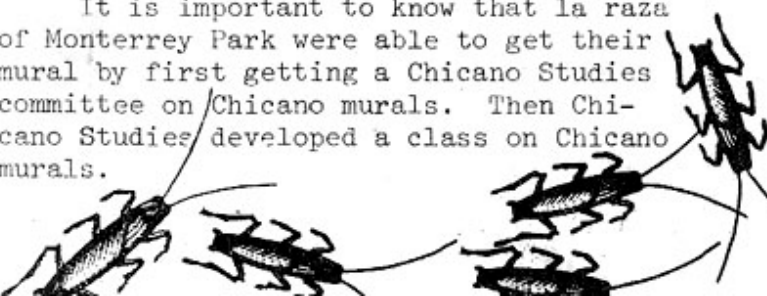 It is important to know that la raza
of Monterrey Park were able to get their
mural by first getting a Chicano Studies
committee on Chicano murals. Then Chi-
cano Studies developed a class on Chicano
murals.